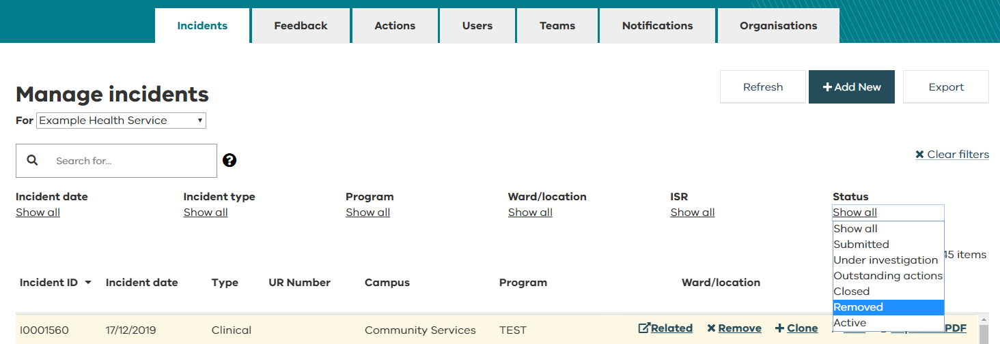 Incidents Feedback Actions Users Teams Notifications Organisations
Manage incidents
Refresh Add New Export
For Example Health Service
Search for...
Clear filters
Incident date Incident type Program Ward/location ISR Status
Show all Show all Show all Show all Show all Show all
Show all
Submitted
Under investigation
45 items
Outstanding actions
Closed
Removed
Active
Incident ID Incident date Type UR Number Campus Program Ward/location
I0001560 17/12/2019 Clinical Community Services TEST Related Remove Clone PDF